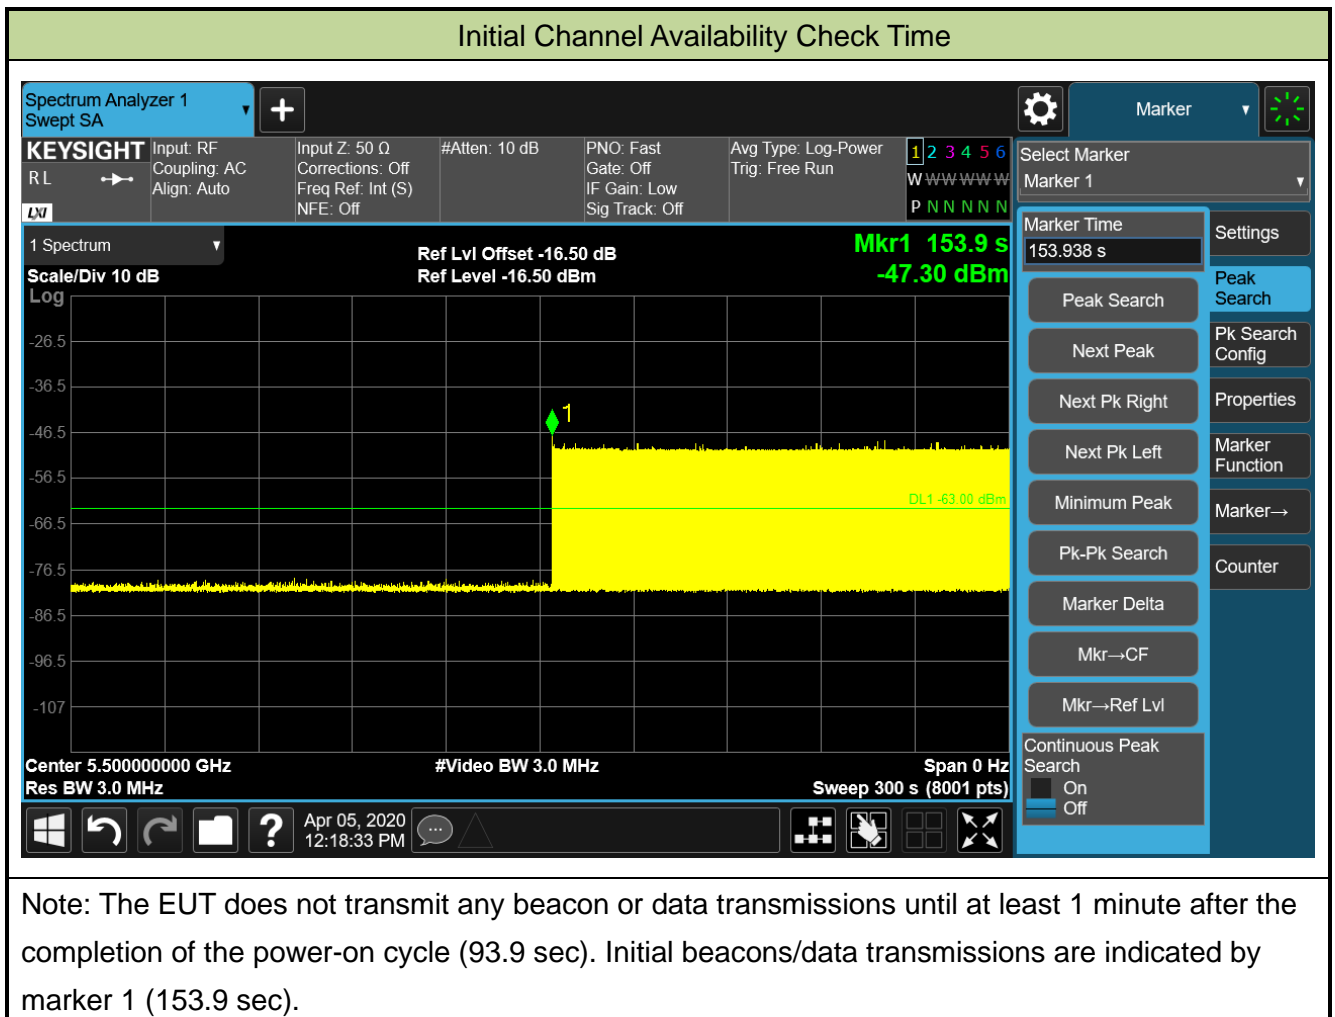 Initial Channel Availability Check Time
Spectrum Analyzer 1
Swept SA
Marker
KEYSIGHT
R L
LXI
Input: RF
Coupling: AC
Align: Auto
Input Z: 50 Ω
Corrections: Off
Freq Ref: Int (S)
NFE: Off
#Atten: 10 dB
PNO: Fast
Gate: Off
IF Gain: Low
Sig Track: Off
Avg Type: Log-Power
Trig: Free Run
1 2 3 4 5 6
W W W W W W
P N N N N N
Select Marker
Marker 1
1 Spectrum
Scale/Div 10 dB
Log
Ref Lvl Offset -16.50 dB
Ref Level -16.50 dBm
Mkr1 153.9 s
-47.30 dBm
-26.5
-36.5
-46.5
-56.5
-66.5
-76.5
-86.5
-96.5
-107
1
DL1 -63.00 dBm
Center 5.500000000 GHz
Res BW 3.0 MHz
#Video BW 3.0 MHz
Span 0 Hz
Sweep 300 s (8001 pts)
Marker Time
153.938 s
Peak Search
Next Peak
Next Pk Right
Next Pk Left
Minimum Peak
Pk-Pk Search
Marker Delta
Mkr→CF
Mkr→Ref Lvl
Continuous Peak
Search
On
Off
Settings
Peak
Search
Pk Search
Config
Properties
Marker
Function
Marker→
Counter
?
Apr 05, 2020
12:18:33 PM
Note: The EUT does not transmit any beacon or data transmissions until at least 1 minute after the
completion of the power-on cycle (93.9 sec). Initial beacons/data transmissions are indicated by
marker 1 (153.9 sec).